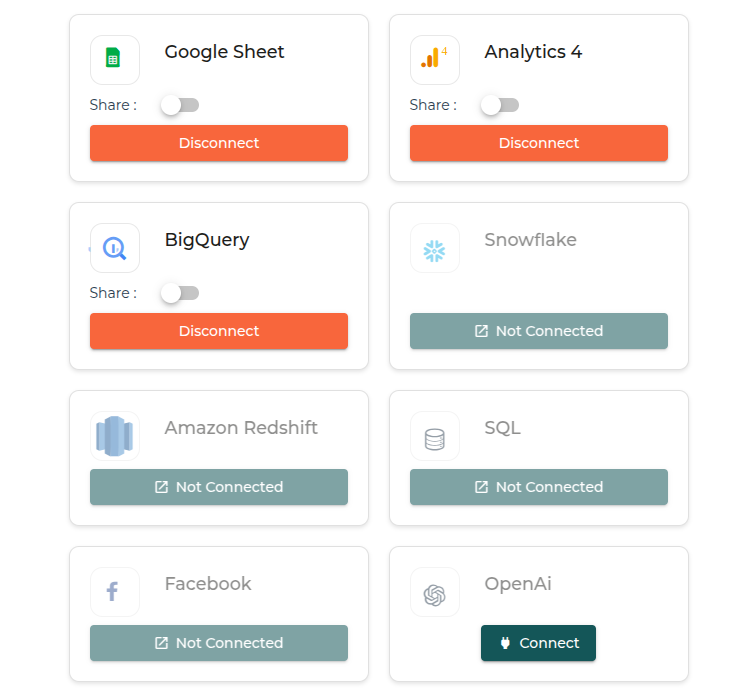 Google Sheet
Share :
Disconnect
4
Analytics 4
Share :
Disconnect
BigQuery
Share :
Disconnect
Snowflake
Not Connected
Amazon Redshift
Not Connected
SQL
Not Connected
Facebook
Not Connected
OpenAi
Connect